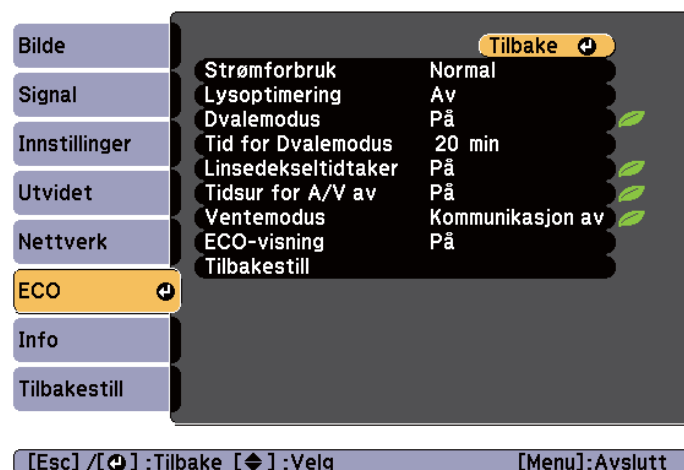 Bilde
Signal
Innstillinger
Utvidet
Nettverk
ECO
Info
Tilbakestill
Tilbake
Strømforbruk Normal
Lysoptimering Av
Dvalemodus På
Tid for Dvalemodus 20 min
Linsedekseltidtaker På
Tidsur for A/V av På
Ventemodus Kommunikasjon av
ECO-visning På
Tilbakestill
[Esc] /[ ] :Tilbake [ ] :Velg [Menu]:Avslutt